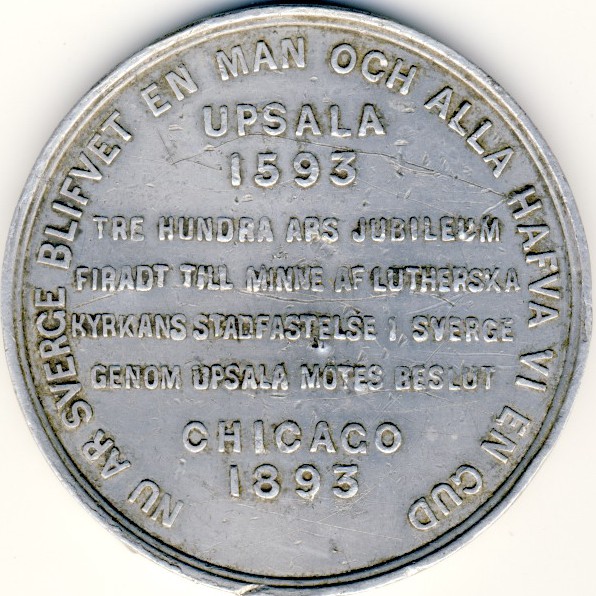 NU AR SVERGE BLIFVET EN MAN OCH ALLA HAFVA VI EN GUD
UPSALA
1593
TRE HUNDRA ARS JUBILEUM
FIRADT TILL MINNE AF LUTHERSKA
KYRKANS STADFASTELSE I SVERGE
GENOM UPSALA MOTES BESLUT
CHICAGO
1893